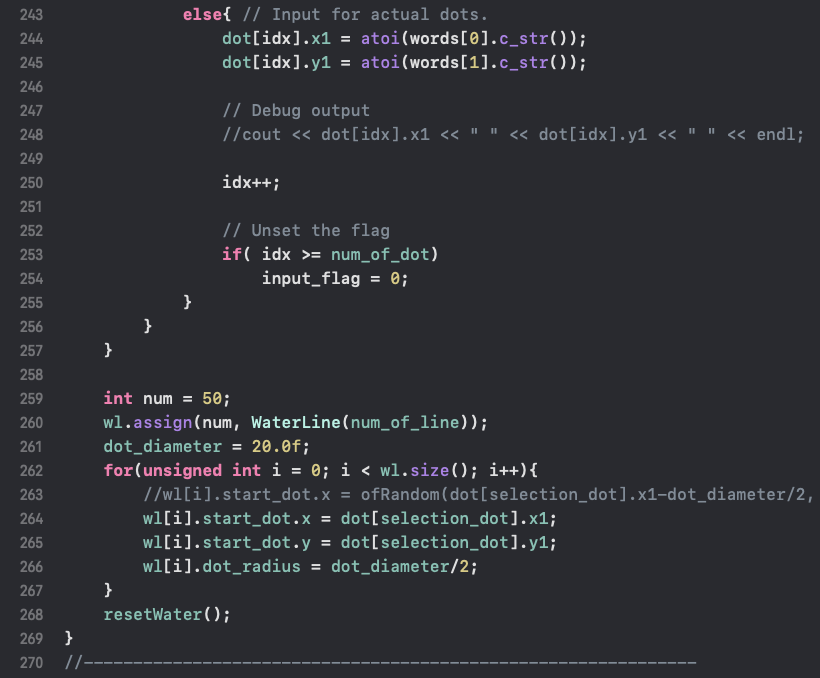 243 else{ // Input for actual dots.
244 dot[idx].x1 = atoi(words[0].c_str());
245 dot[idx].y1 = atoi(words[1].c_str());
246
247 // Debug output
248 //cout << dot[idx].x1 << " " << dot[idx].y1 << " " << endl;
249
250 idx++;
251
252 // Unset the flag
253 if( idx >= num_of_dot)
254 input_flag = 0;
255 }
256 }
257 }
258
259 int num = 50;
260 wl.assign(num, WaterLine(num_of_line));
261 dot_diameter = 20.0f;
262 for(unsigned int i = 0; i < wl.size(); i++){
263 //wl[i].start_dot.x = ofRandom(dot[selection_dot].x1-dot_diameter/2,
264 wl[i].start_dot.x = dot[selection_dot].x1;
265 wl[i].start_dot.y = dot[selection_dot].y1;
266 wl[i].dot_radius = dot_diameter/2;
267 }
268 resetWater();
269 }
270 //--------------------------------------------------------------